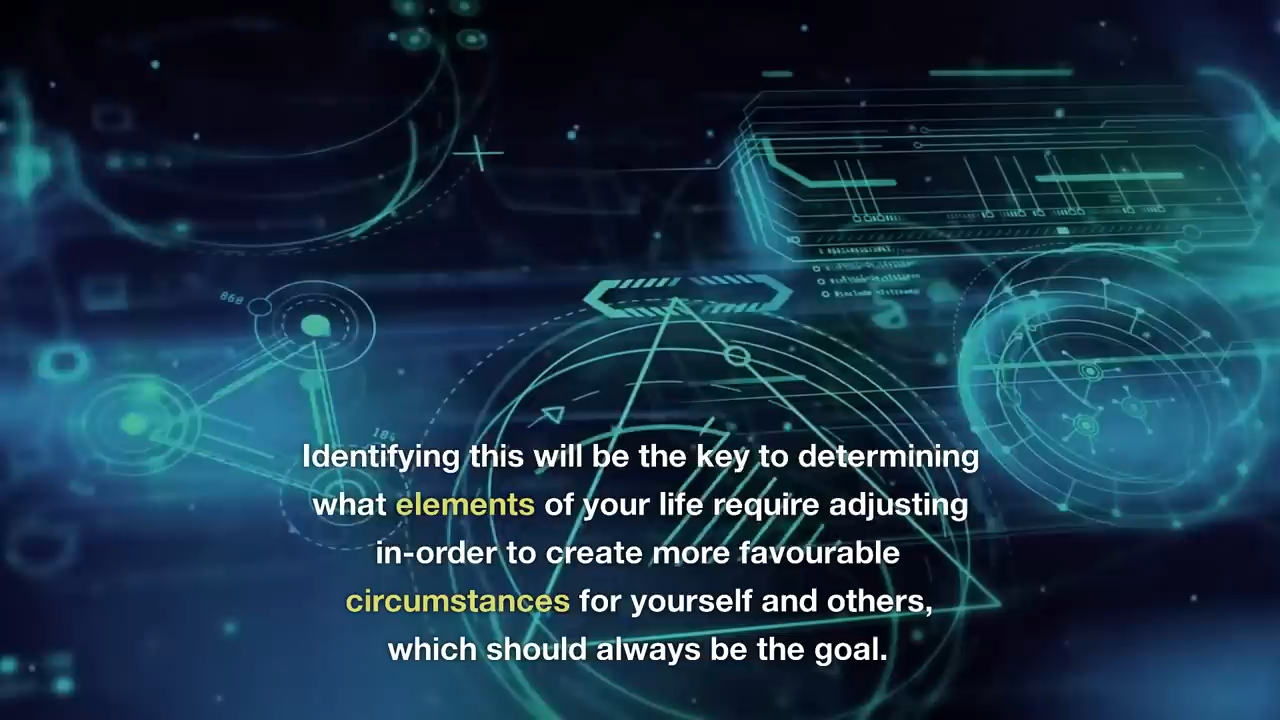 868
Identifying this will be the key to determining
what elements of your life require adjusting
in-order to create more favourable
circumstances for yourself and others,
which should always be the goal.